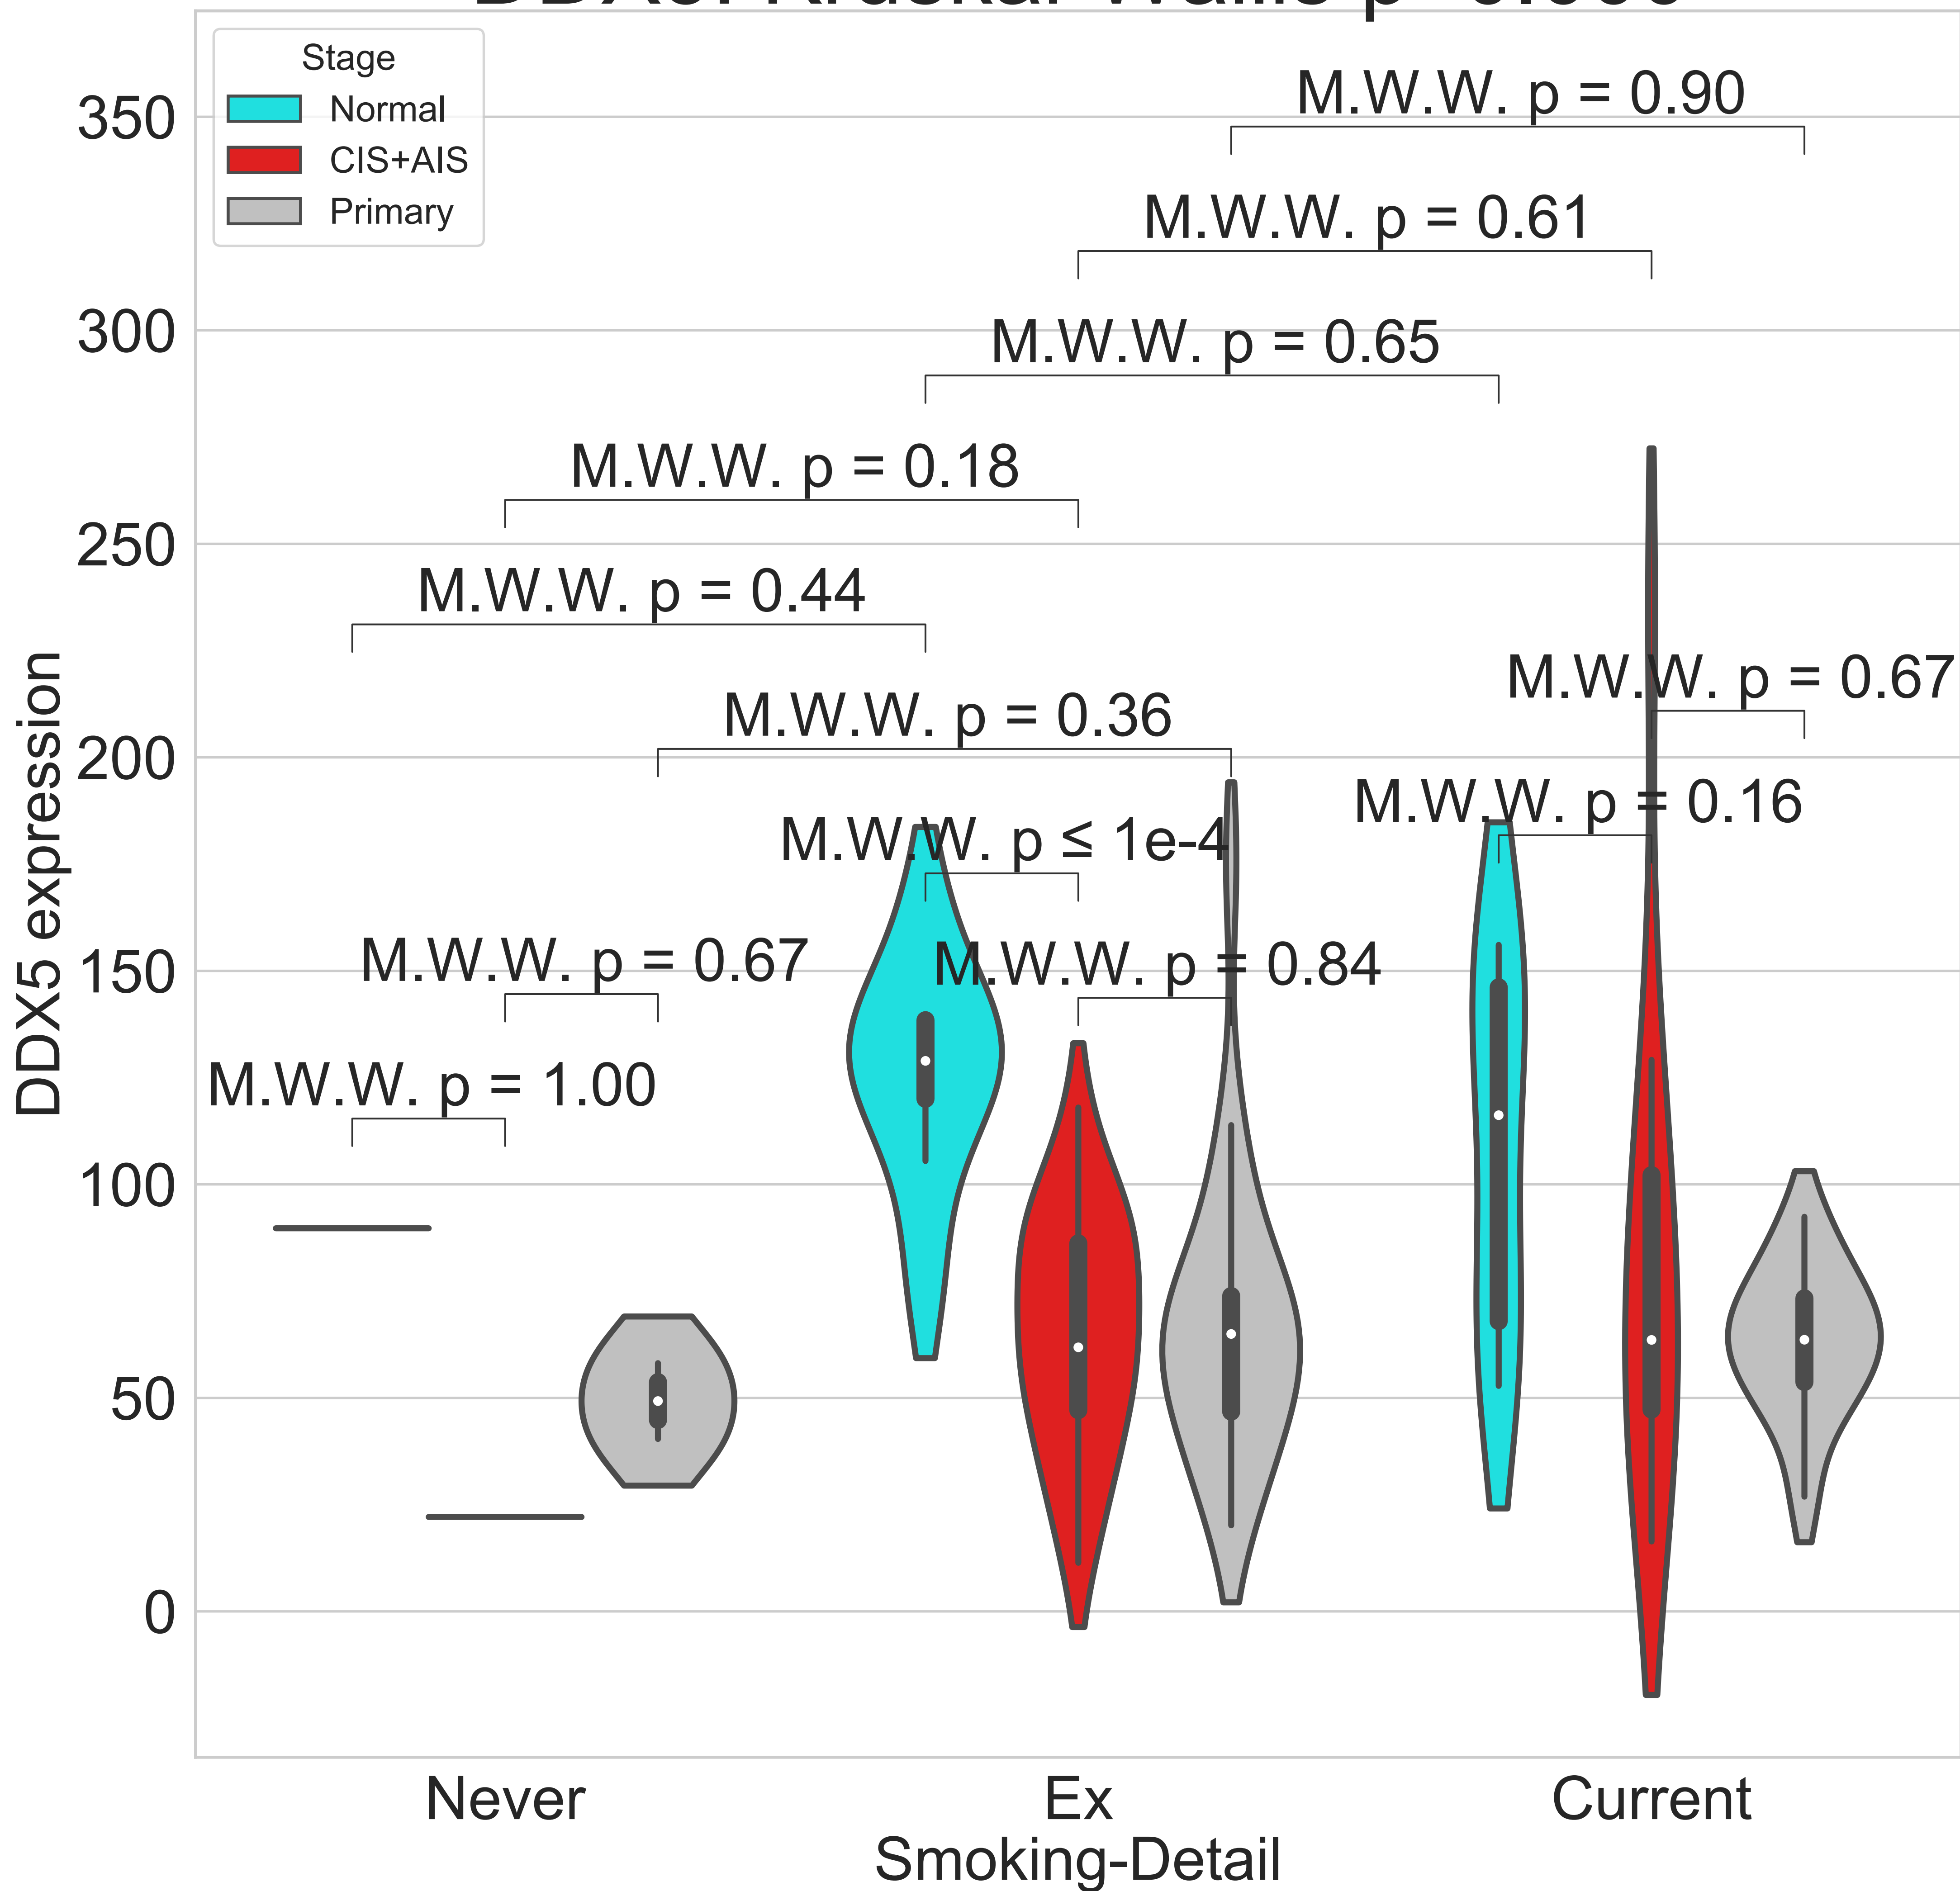 Stage
Normal
CIS+AIS
Primary
M.W.W. p = 0.90
M.W.W. p = 0.61
M.W.W. p = 0.65
M.W.W. p = 0.18
M.W.W. p = 0.44
M.W.W. p = 0.67
M.W.W. p = 0.36
M.W.W. p = 0.16
M.W.W. p ≤ 1e-4
M.W.W. p = 0.67
M.W.W. p = 0.84
M.W.W. p = 1.00
350
300
250
200
150
100
50
0
DDX5 expression
Never
Ex
Current
Smoking-Detail